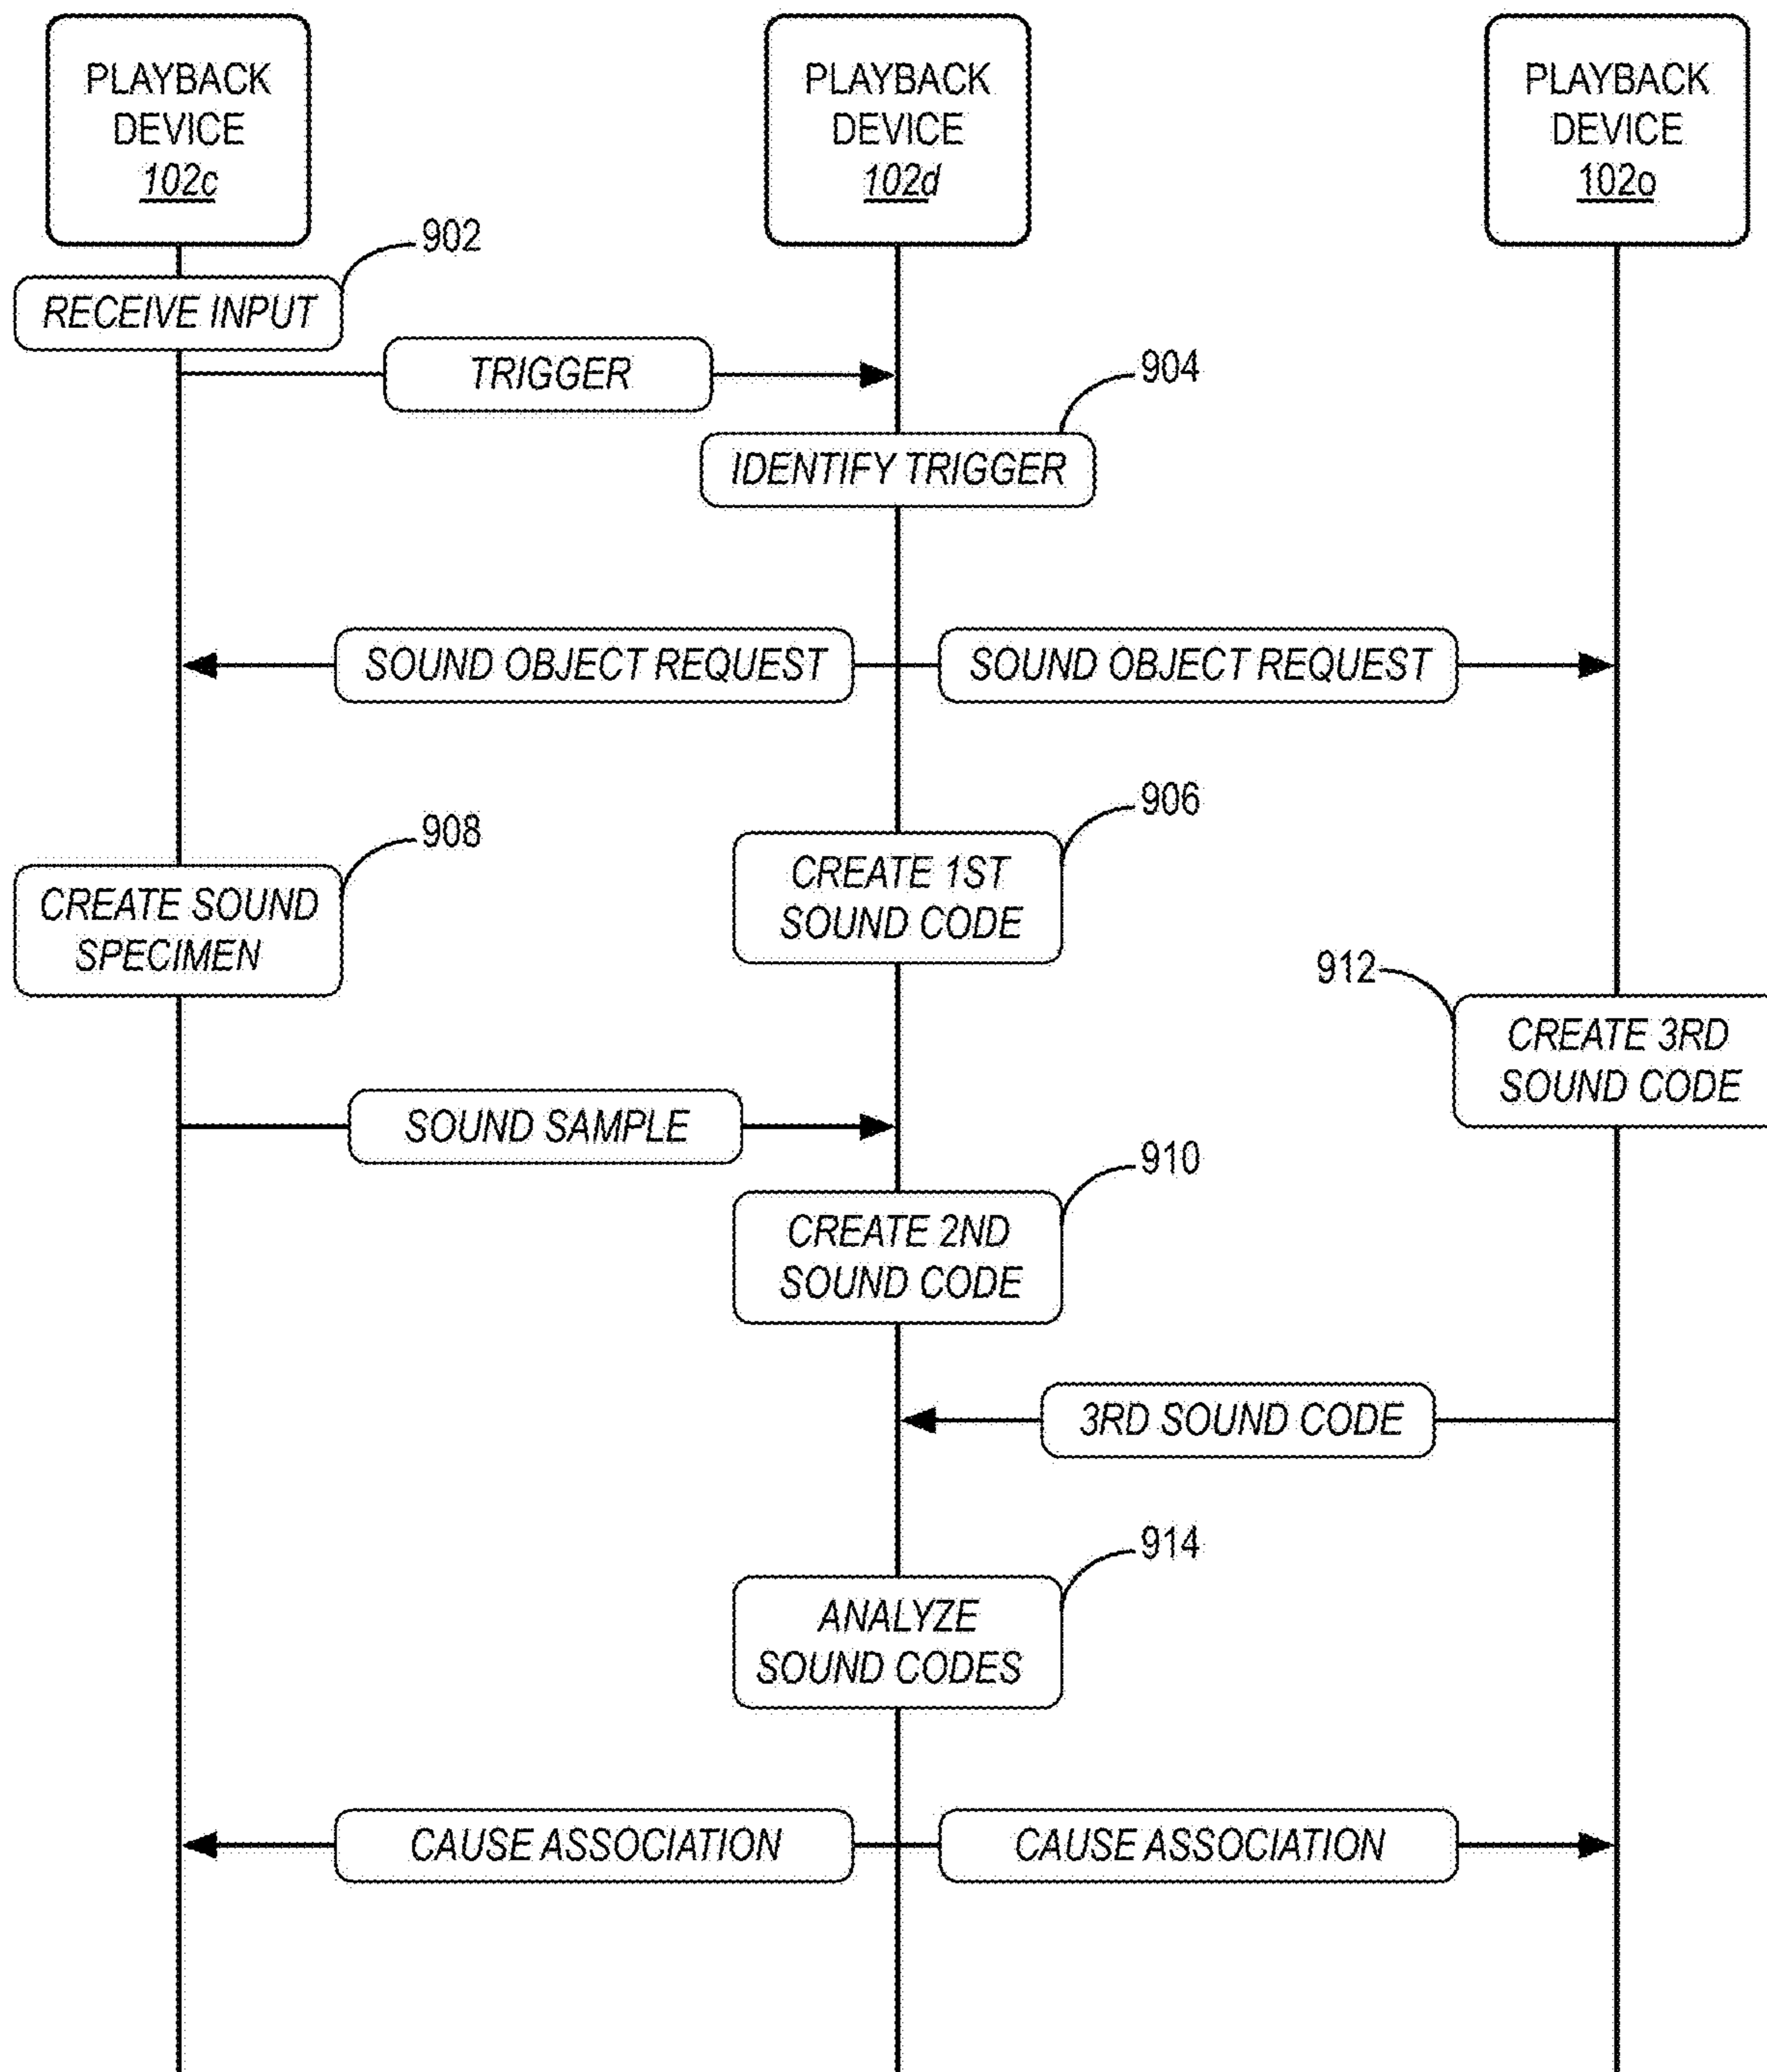 PLAYBACK
DEVICE
102c
PLAYBACK
DEVICE
102d
PLAYBACK
DEVICE
102o
902
RECEIVE INPUT
TRIGGER
904
IDENTIFY TRIGGER
SOUND OBJECT REQUEST
SOUND OBJECT REQUEST
906
CREATE 1ST
SOUND CODE
908
CREATE SOUND
SPECIMEN
912
CREATE 3RD
SOUND CODE
SOUND SAMPLE
910
CREATE 2ND
SOUND CODE
3RD SOUND CODE
914
ANALYZE
SOUND CODES
CAUSE ASSOCIATION
CAUSE ASSOCIATION